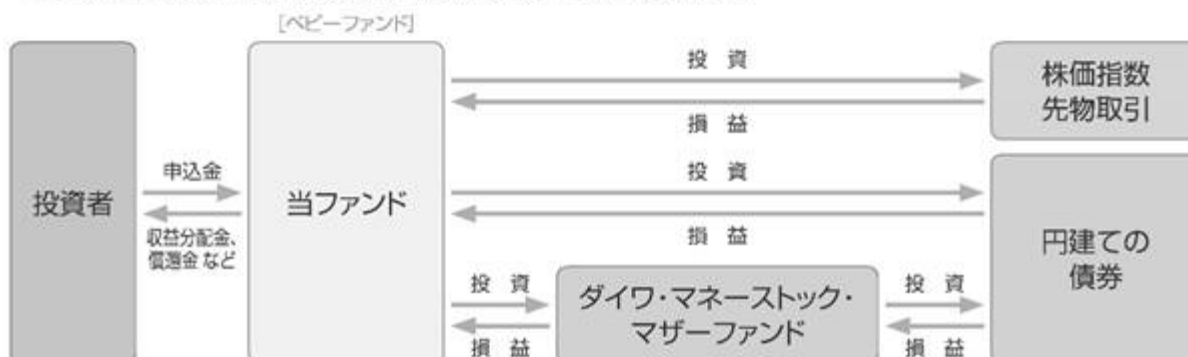 [ベビーファンド]
投資者
申込金
収益分配金、
償還金など
当ファンド
投 資
損 益
株価指数
先物取引
投 資
損 益
円建ての
債券
投 資
損 益
ダイワ・マネーストック・
マザーファンド
投 資
損 益